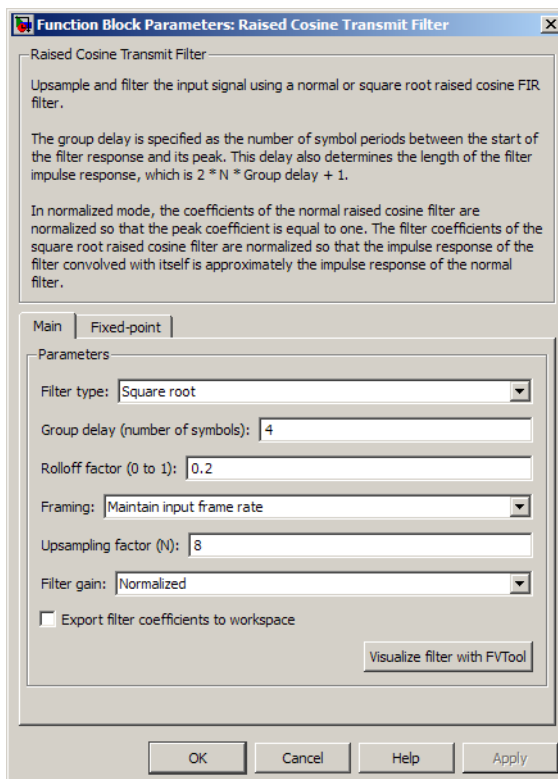 Function Block Parameters: Raised Cosine Transmit Filter
Raised Cosine Transmit Filter
Upsample and filter the input signal using a normal or square root raised cosine FIR
filter.
The group delay is specified as the number of symbol periods between the start of
the filter response and its peak. This delay also determines the length of the filter
impulse response, which is 2 * N * Group delay + 1.
In normalized mode, the coefficients of the normal raised cosine filter are
normalized so that the peak coefficient is equal to one. The filter coefficients of the
square root raised cosine filter are normalized so that the impulse response of the
filter convolved with itself is approximately the impulse response of the normal
filter.
Main Fixed-point
Parameters
Filter type: Square root
Group delay (number of symbols): 4
Rolloff factor (0 to 1): 0.2
Framing: Maintain input frame rate
Upsampling factor (N): 8
Filter gain: Normalized
Export filter coefficients to workspace
Visualize filter with FVTool
OK Cancel Help Apply